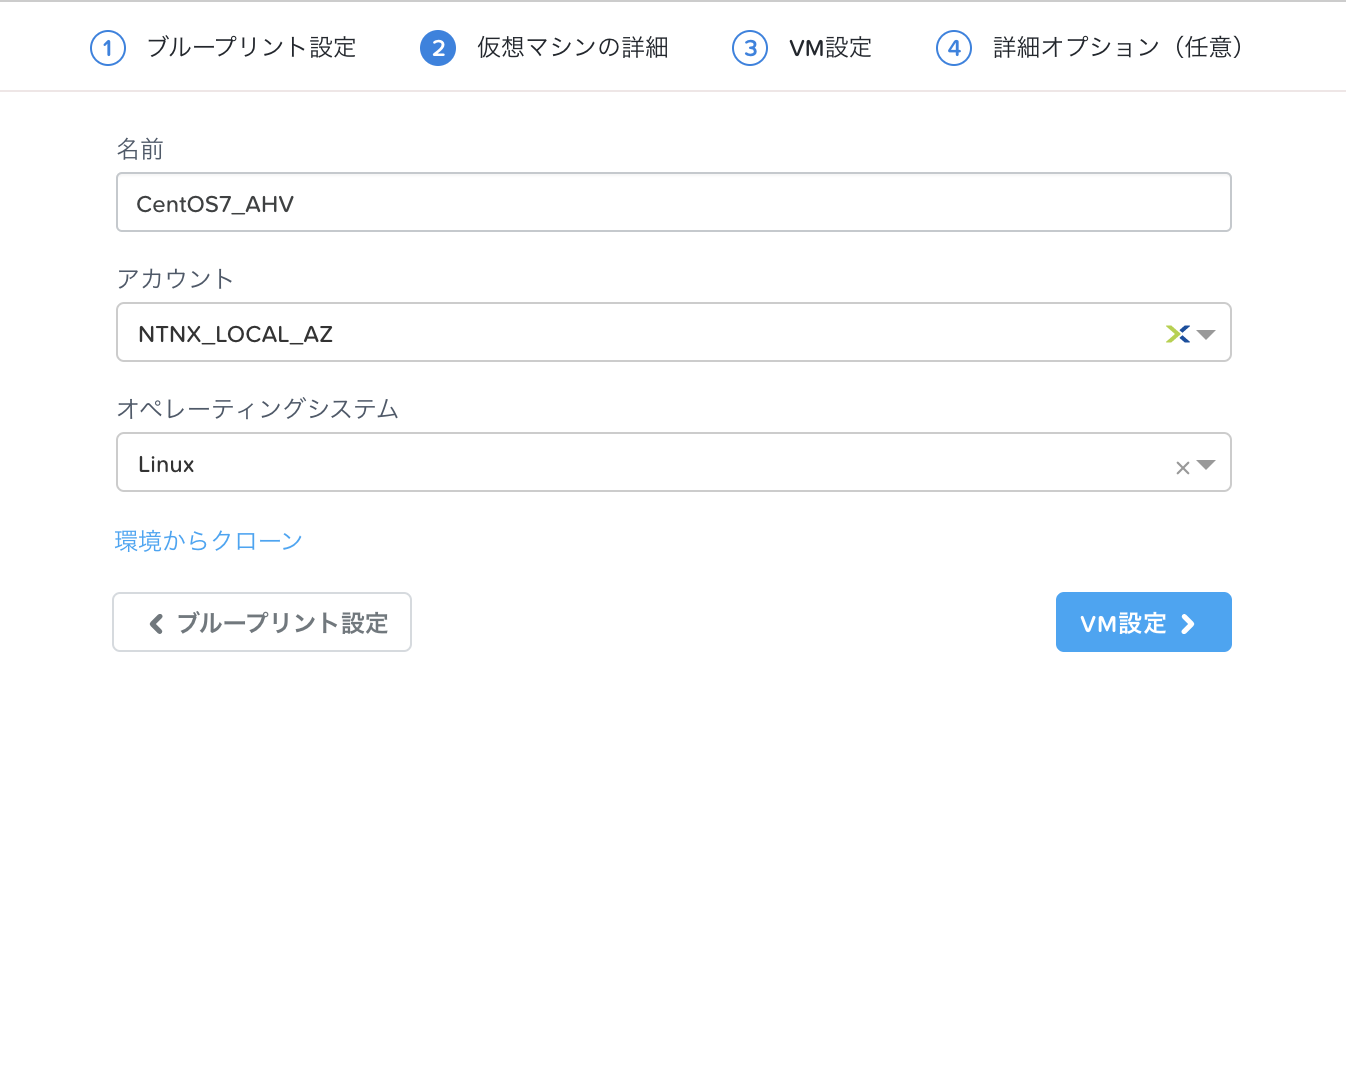 1 ブループリント設定 2 仮想マシンの詳細 3 VM設定 4 詳細オプション（任意）
名前
CentOS7_AHV
アカウント
NTNX_LOCAL_AZ
オペレーティングシステム
Linux
環境からクローン
ブループリント設定 VM設定